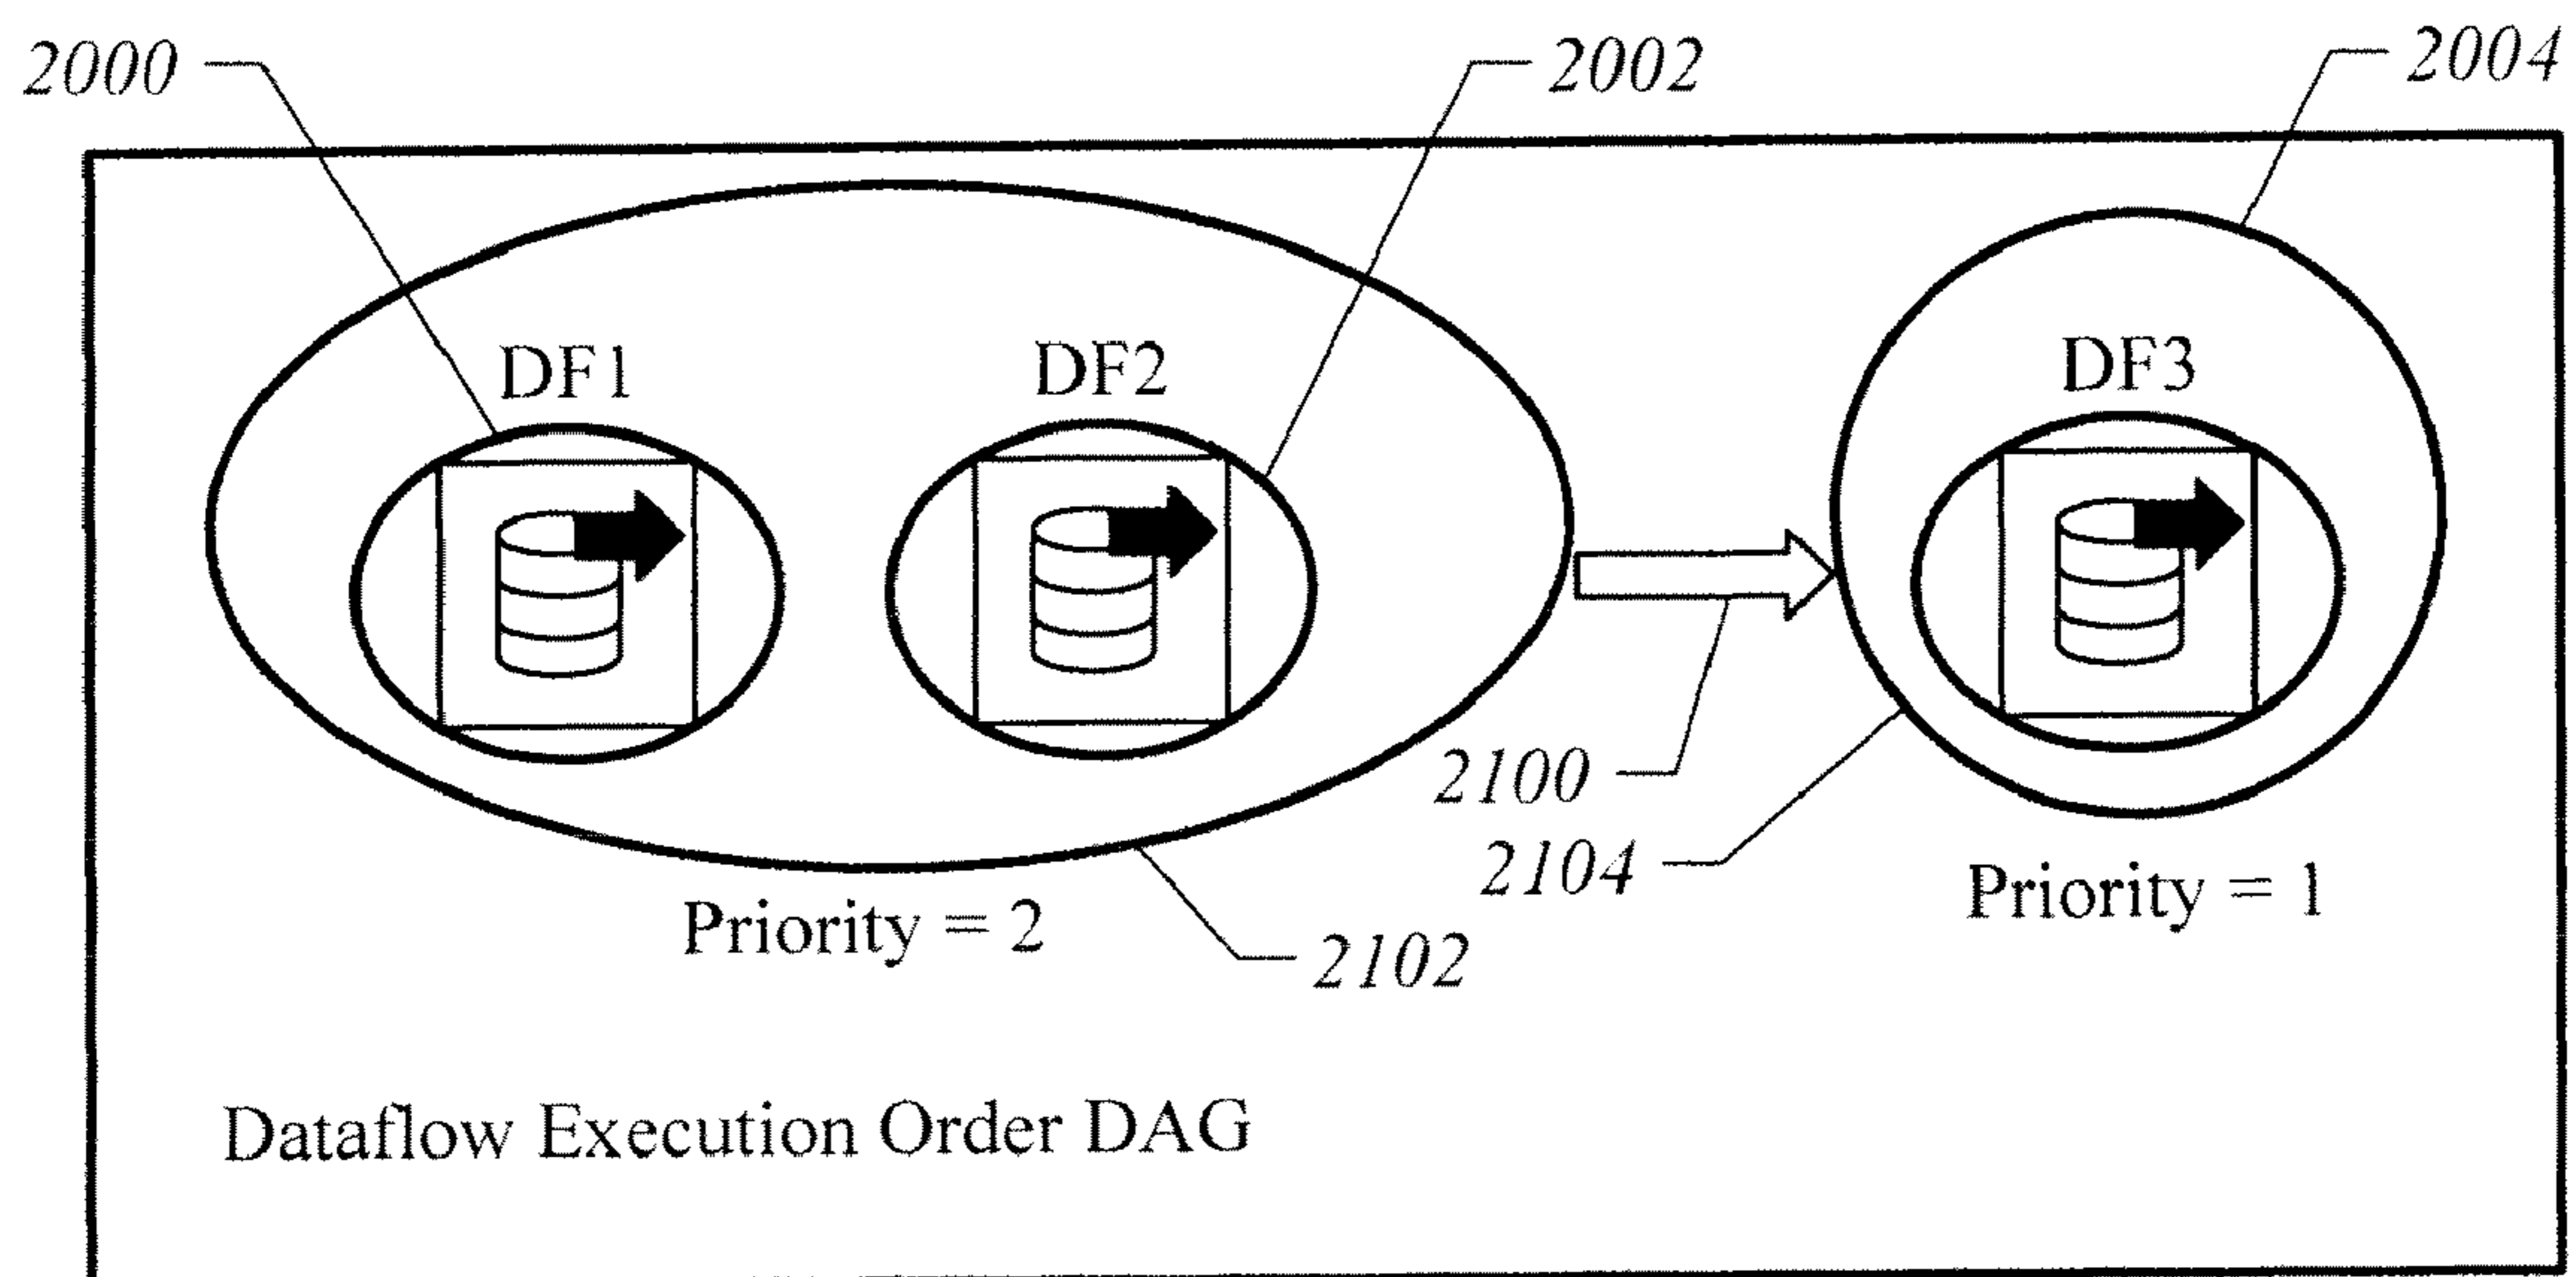 2000
2002
2004
DF1
DF2
DF3
2100
2104
Priority = 1
Priority = 2
2102
Dataflow Execution Order DAG